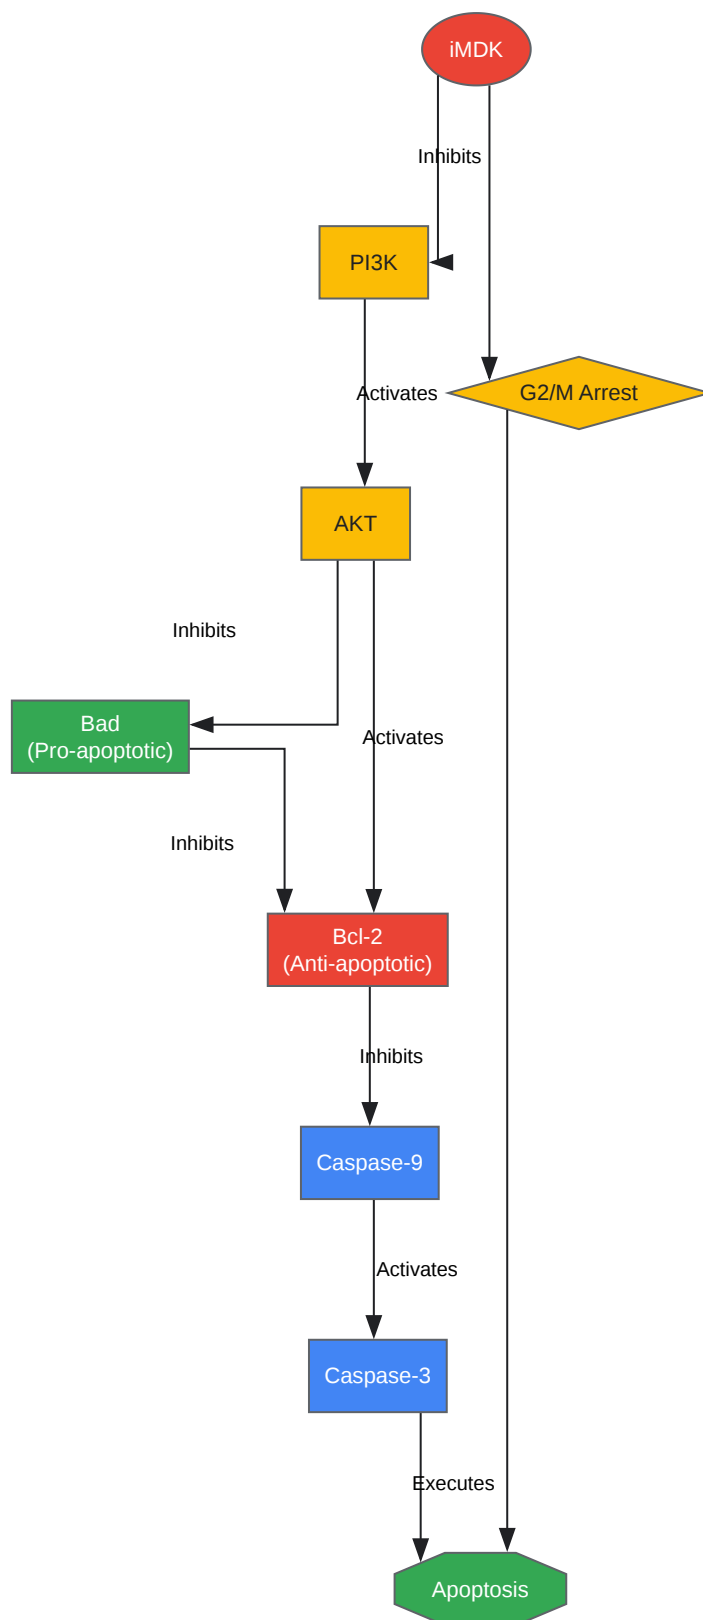 iMDK
Inhibits
PI3K
Activates
G2/M Arrest
AKT
Inhibits
Bad
(Pro-apoptotic)
Activates
Inhibits
Bcl-2
(Anti-apoptotic)
Inhibits
Caspase-9
Activates
Caspase-3
Executes
Apoptosis